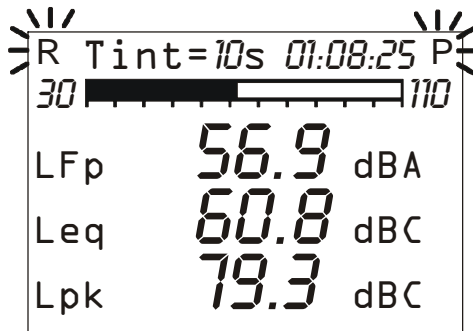 R Tint=10s 01:08:25 P
30 110
LFp 56.9 dBA
Leq 60.8 dBC
Lpk 79.3 dBC